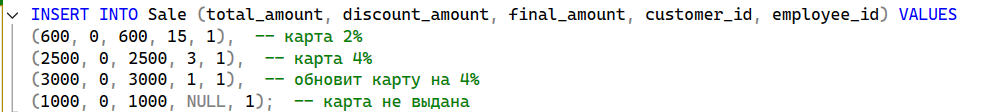 INSERT INTO Sale (total_amount, discount_amount, final_amount, customer_id, employee_id) VALUES
(600, 0, 600, 15, 1),  -- карта 2%
(2500, 0, 2500, 3, 1),  -- карта 4%
(3000, 0, 3000, 1, 1),  -- обновит карту на 4%
(1000, 0, 1000, NULL, 1);  -- карта не выдана